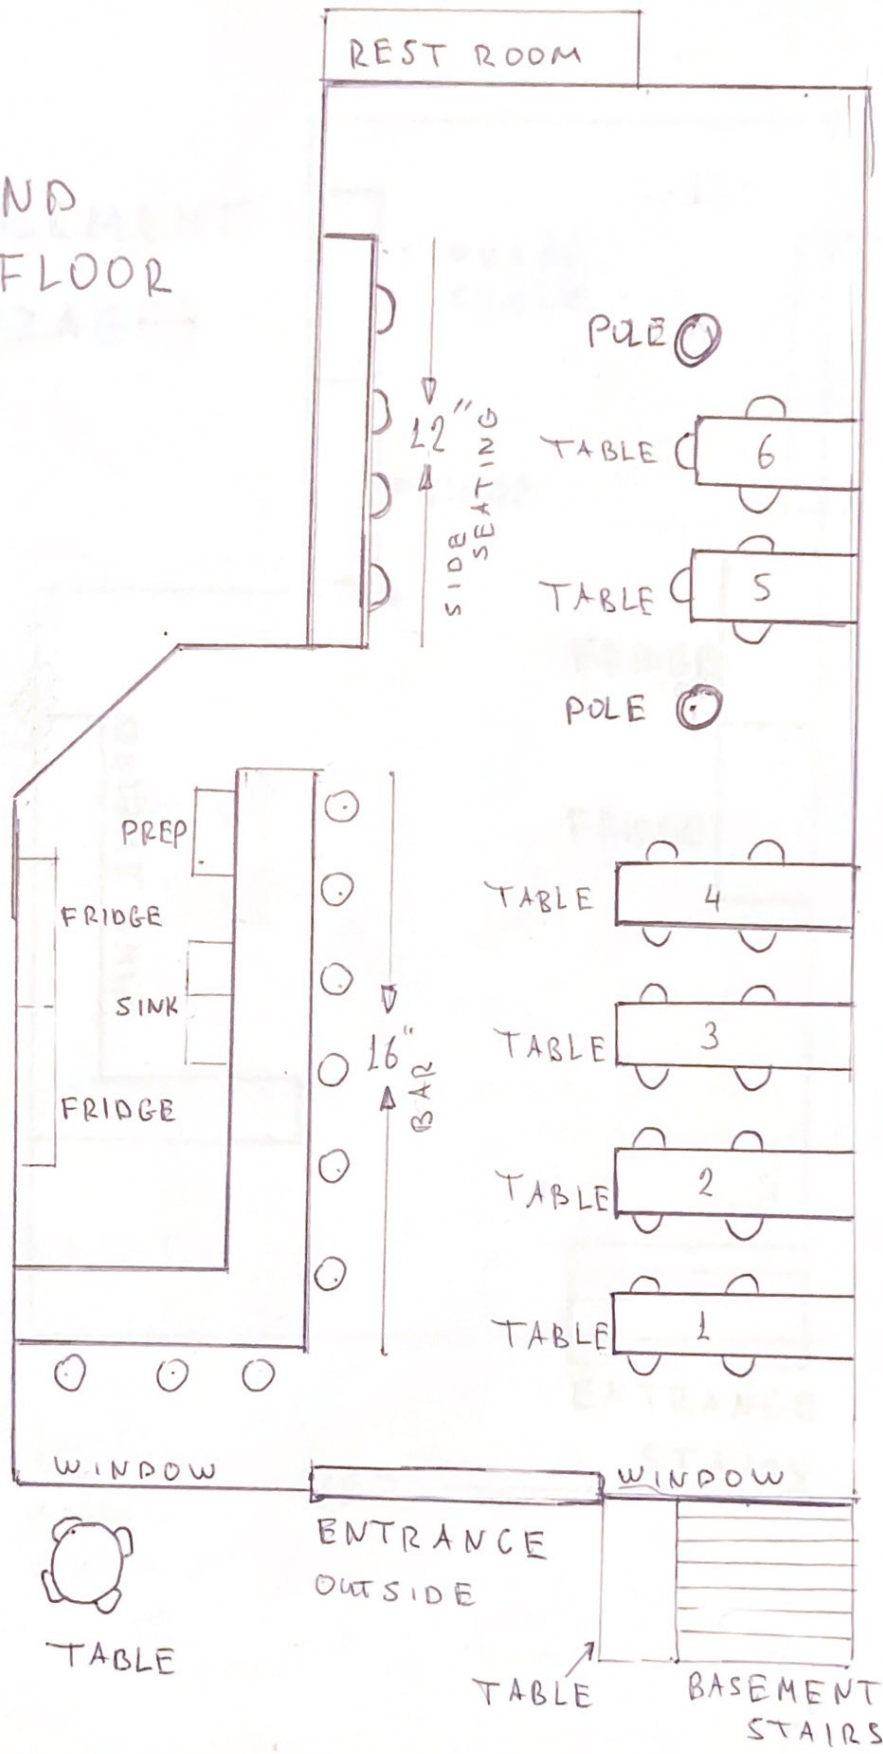 REST ROOM
ND
FLOOR
POLE
12"
SIDE
SEATING
TABLE
6
TABLE
5
POLE
PREP
FRIDGE
SINK
FRIDGE
16"
BAR
TABLE
4
TABLE
3
TABLE
2
TABLE
1
WINDOW
WINDOW
ENTRANCE
OUTSIDE
TABLE
TABLE
BASEMENT
STAIRS